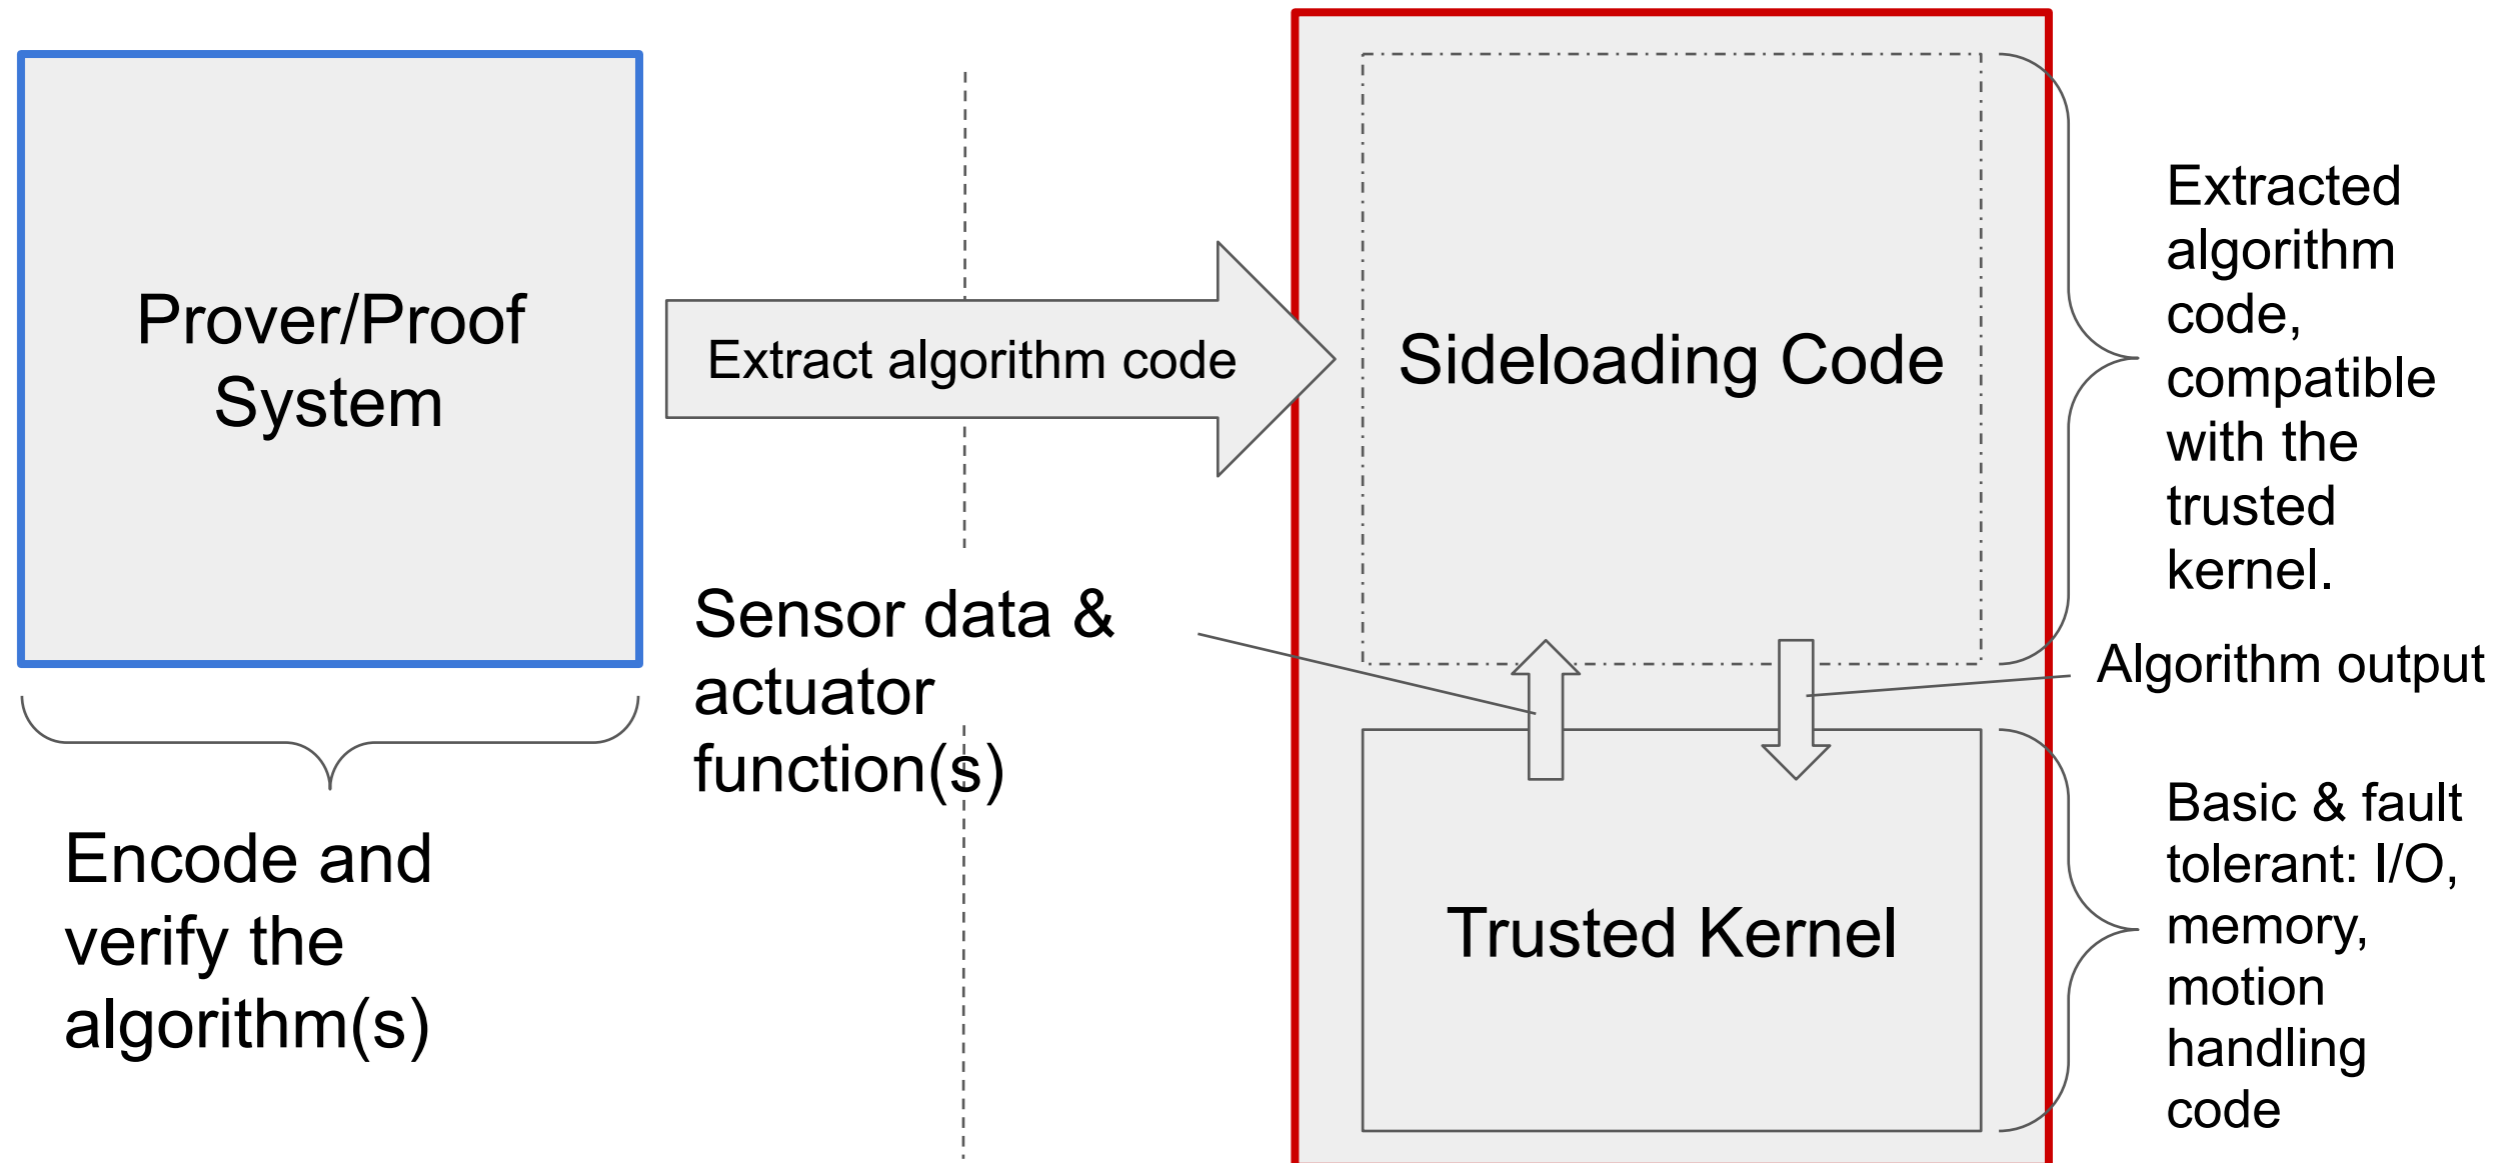 Prover/Proof
System
Encode and
verify the
algorithm(s)
Extract algorithm code
Sensor data &
actuator
function(s)
Sideloading Code
Trusted Kernel
Extracted
algorithm
code,
compatible
with the
trusted
kernel.
Algorithm output
Basic & fault
tolerant: I/O,
memory,
motion
handling
code